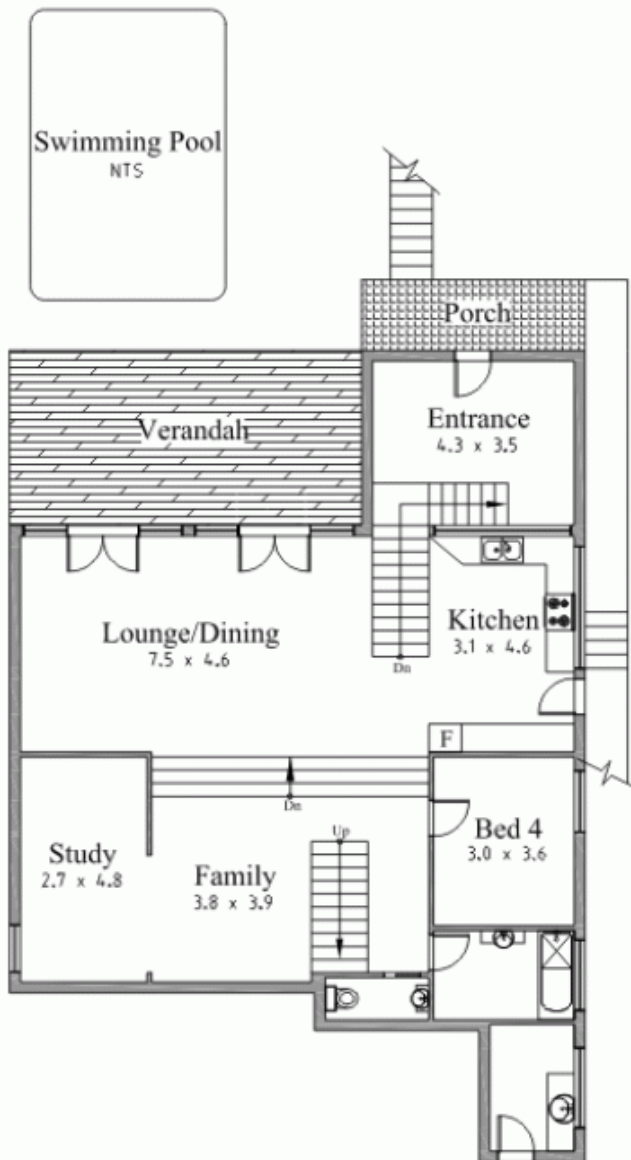 Swimming Pool
NTS
Porch
Verandah
Entrance
4.3 x 3.5
Lounge/Dining
7.5 x 4.6
Kitchen
3.1 x 4.6
Dn
F
Dn
Study
2.7 x 4.8
Family
3.8 x 3.9
Up
Bed 4
3.0 x 3.6